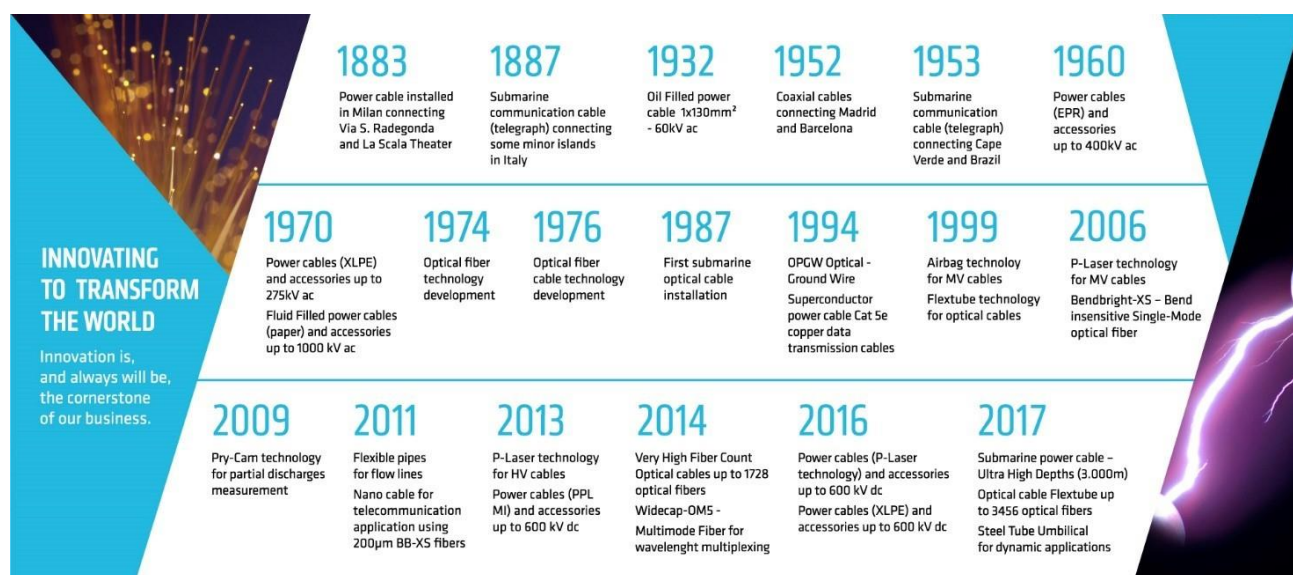 INNOVATING
TO TRANSFORM
THE WORLD
Innovation is,
and always will be,
the cornerstone
of our business.
1883
Power cable installed
in Milan connecting
Via S. Radegonda
and La Scala Theater
1887
Submarine
communication cable
(telegraph) connecting
some minor islands
in Italy
1932
Oil Filled power
cable 1x130mm²
- 60kV ac
1952
Coaxial cables
connecting Madrid
and Barcelona
1953
Submarine
communication
cable (telegraph)
connecting Cape
Verde and Brazil
1960
Power cables
(EPR) and
accessories
up to 400kV ac
1970
Power cables (XLPE)
and accessories up to
275kV ac
Fluid Filled power cables
(paper) and accessories
up to 1000 kV ac
1974
Optical fiber
technology
development
1976
Optical fiber
cable technology
development
1987
First submarine
optical cable
installation
1994
OPGW Optical -
Ground Wire
Superconductor
power cable Cat 5e
copper data
transmission cables
1999
Airbag technoloy
for MV cables
Flextube technology
for optical cables
2006
P-Laser technology
for MV cables
Bendbright-XS – Bend
insensitive Single-Mode
optical fiber
2009
Pry-Cam technology
for partial discharges
measurement
2011
Flexible pipes
for flow lines
Nano cable for
telecommunication
application using
200µm BB-XS fibers
2013
P-Laser technology
for HV cables
Power cables (PPL
MI) and accessories
up to 600 kV dc
2014
Very High Fiber Count
Optical cables up to 1728
optical fibers
Widecap-OM5 -
Multimode Fiber for
wavelenght multiplexing
2016
Power cables (P-Laser
technology) and accessories
up to 600 kV dc
Power cables (XLPE) and
accessories up to 600 kV dc
2017
Submarine power cable –
Ultra High Depths (3.000m)
Optical cable Flextube up
to 3456 optical fibers
Steel Tube Umbilical
for dynamic applications